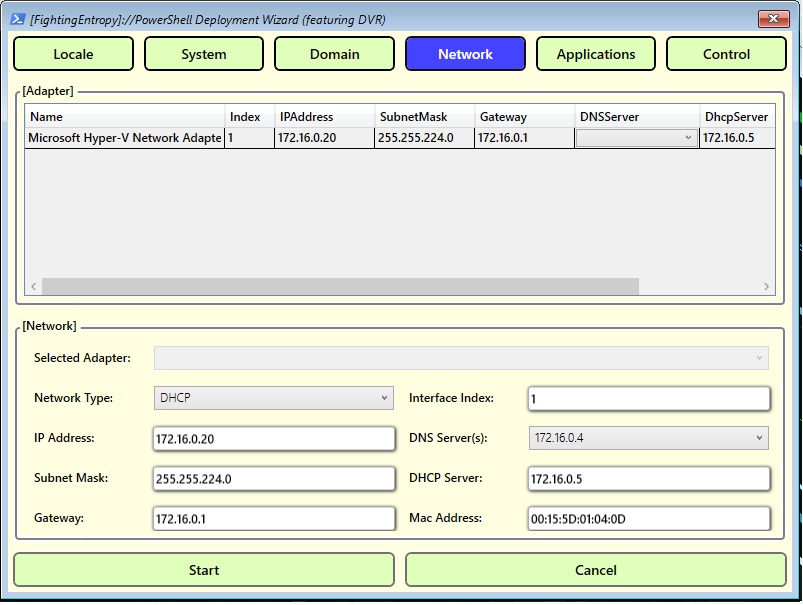 [FightingEntropy]://PowerShell Deployment Wizard (featuring DVR)
Locale System Domain Network Applications Control
[Adapter]
Name Index IPAddress SubnetMask Gateway DNSServer DhcpServer
Microsoft Hyper-V Network Adapte 1 172.16.0.20 255.255.224.0 172.16.0.1 172.16.0.5
[Network]
Selected Adapter:
Network Type: DHCP Interface Index: 1
IP Address: 172.16.0.20 DNS Server(s): 172.16.0.4
Subnet Mask: 255.255.224.0 DHCP Server: 172.16.0.5
Gateway: 172.16.0.1 Mac Address: 00:15:5D:01:04:0D
Start Cancel